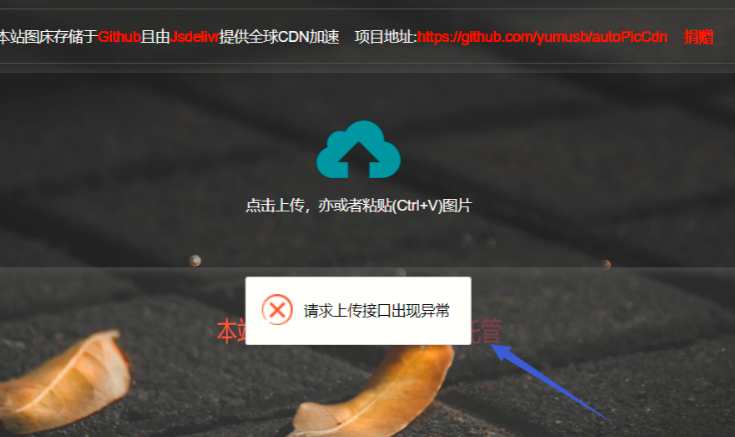 本站图床存储于Github且由Jsdelivr提供全球CDN加速 项目地址:https://github.com/yumusb/autoPicCdn 捐赠
点击上传，亦或者粘贴(Ctrl+V)图片
请求上传接口出现异常
本 托管